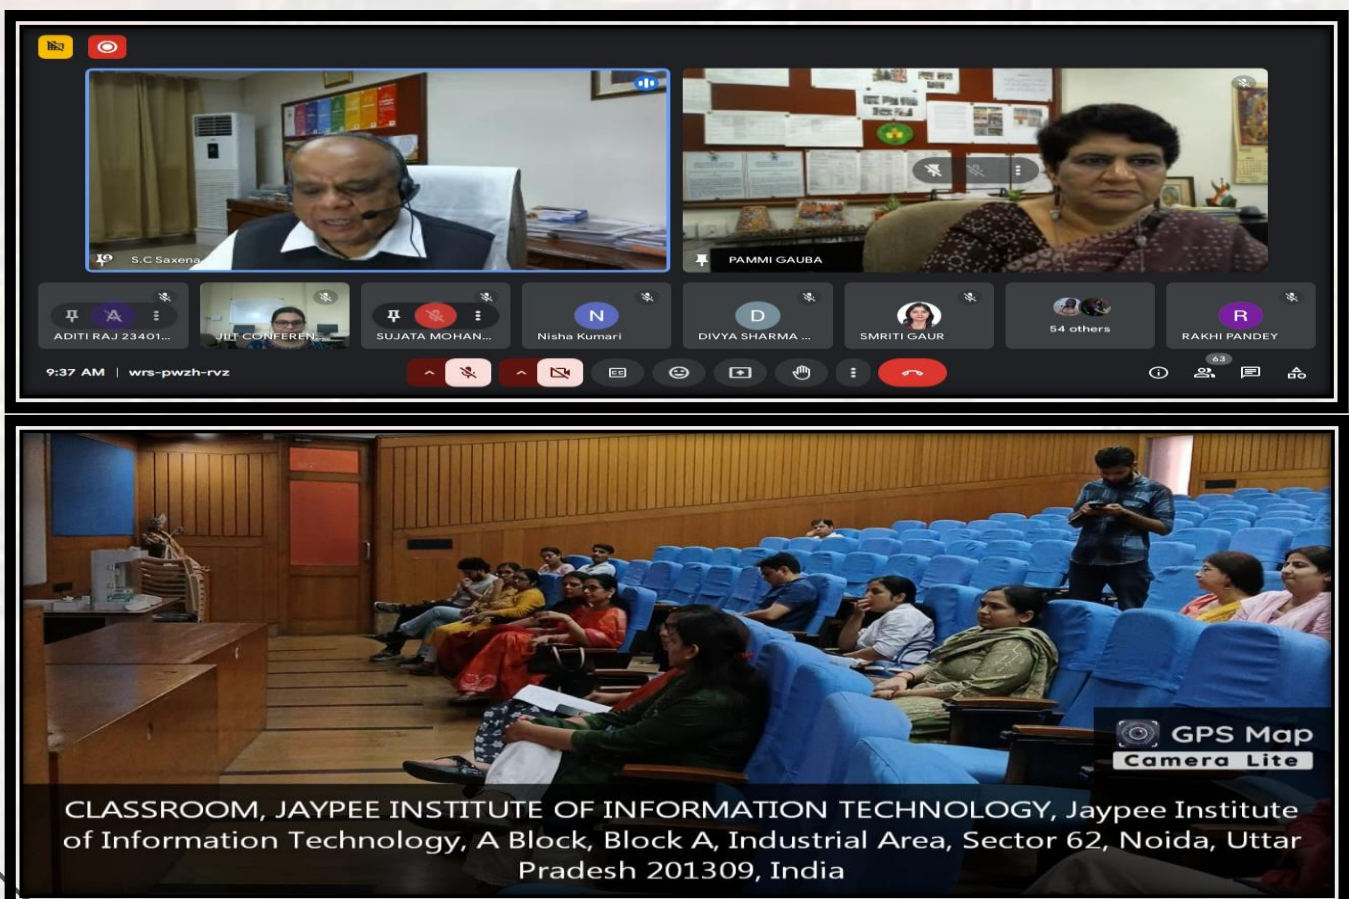 S.C Saxena
PAMMI GAUBA
A
N
D
R
ADITI RAJ 23401...
JIIT CONFEREN...
SUJATA MOHAN...
Nisha Kumari
DIVYA SHARMA ...
SMRITI GAUR
54 others
RAKHI PANDEY
9:37 AM | wrs-pwzh-rvz
63
GPS Map
Camera Lite
CLASSROOM, JAYPEE INSTITUTE OF INFORMATION TECHNOLOGY, Jaypee Institute
of Information Technology, A Block, Block A, Industrial Area, Sector 62, Noida, Uttar
Pradesh 201309, India